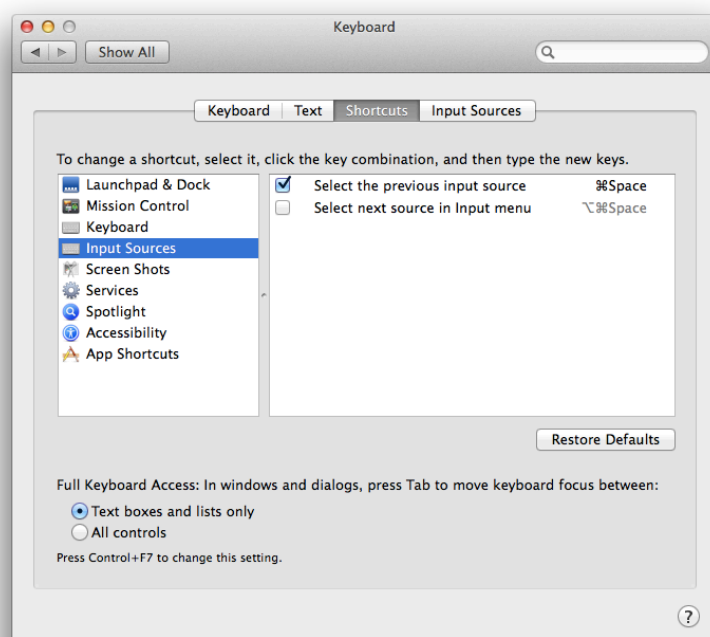 Keyboard
Show All
Keyboard Text Shortcuts Input Sources
To change a shortcut, select it, click the key combination, and then type the new keys.
Launchpad & Dock
Mission Control
Keyboard
Input Sources
Screen Shots
Services
Spotlight
Accessibility
App Shortcuts
Select the previous input source ⌘Space
Select next source in Input menu ⌥⌘Space
Restore Defaults
Full Keyboard Access: In windows and dialogs, press Tab to move keyboard focus between:
Text boxes and lists only
All controls
Press Control+F7 to change this setting.
?